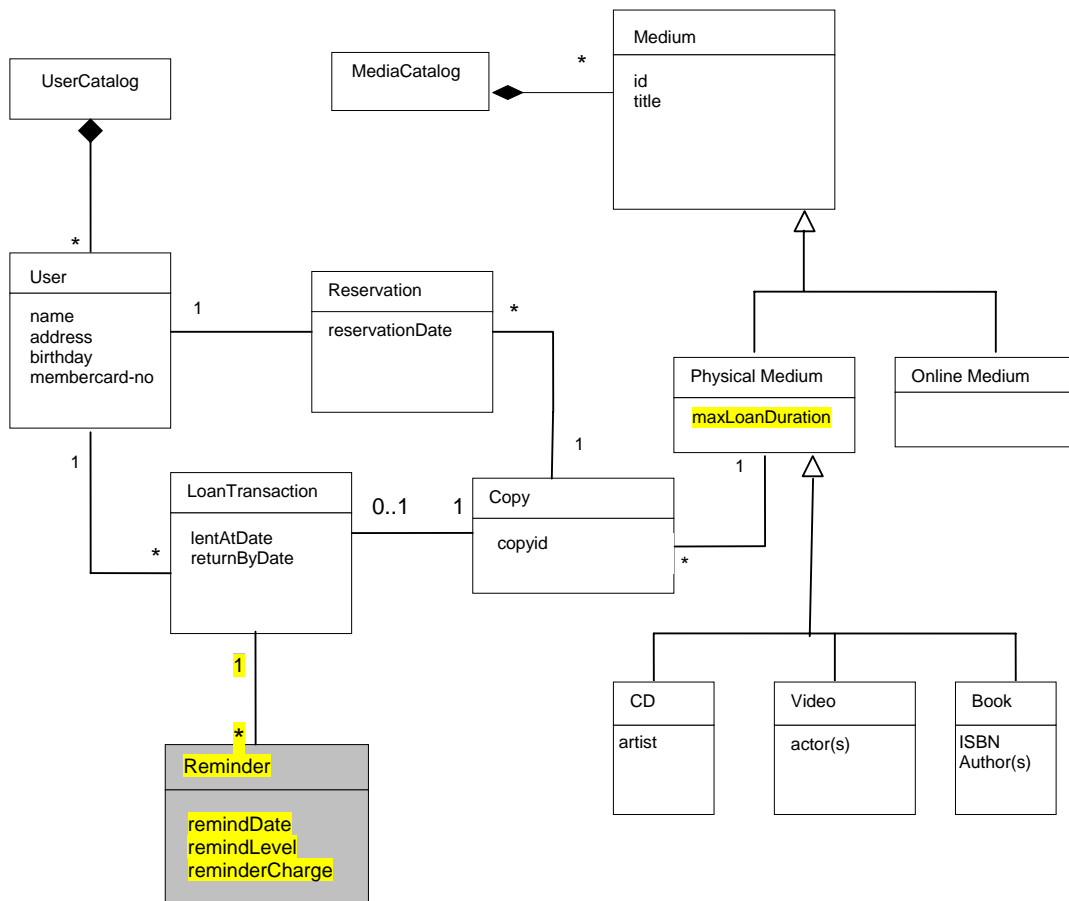 Medium
id
title
MediaCatalog
*
UserCatalog
*
User
name
address
birthday
membercard-no
1
Reservation
reservationDate
*
1
Physical Medium
maxLoanDuration
1
Online Medium
1
LoanTransaction
lentAtDate
returnByDate
*
0..1
1
Copy
copyid
*
1
*
Reminder
remindDate
remindLevel
reminderCharge
CD
artist
Video
actor(s)
Book
ISBN
Author(s)